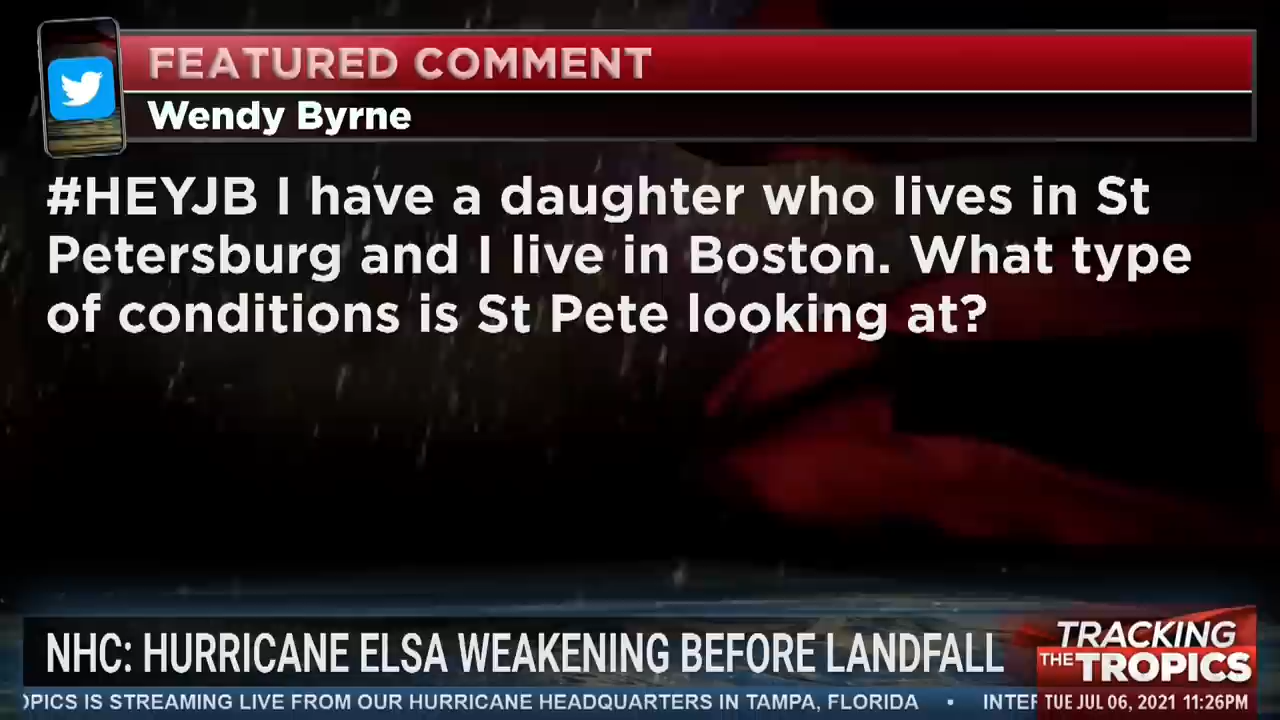 FEATURED COMMENT
Wendy Byrne
#HEYJB I have a daughter who lives in St
Petersburg and I live in Boston. What type
of conditions is St Pete looking at?
NHC: HURRICANE ELSA WEAKENING BEFORE LANDFALL
TRACKING
THE TROPICS
OPICS IS STREAMING LIVE FROM OUR HURRICANE HEADQUARTERS IN TAMPA, FLORIDA • INTER
TUE JUL 06, 2021 11:26PM